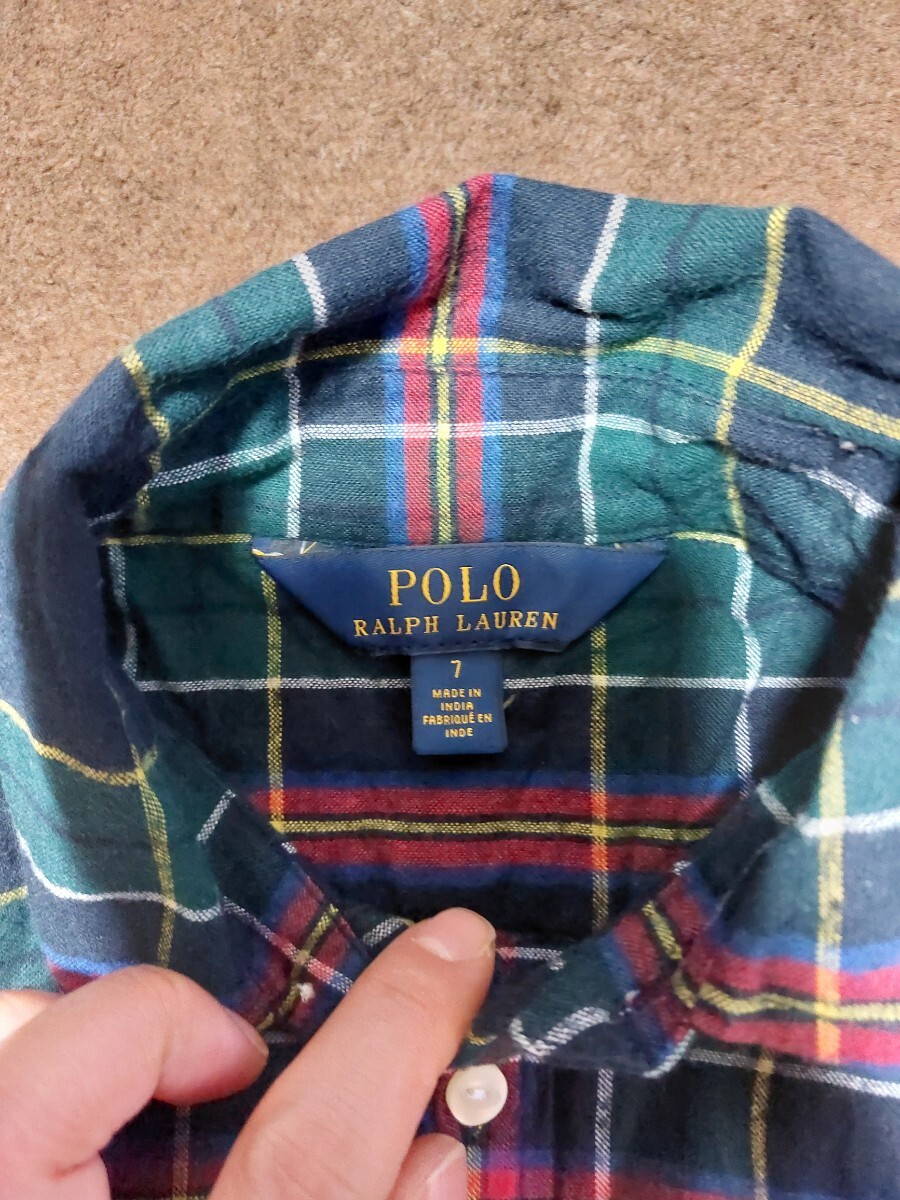 POLO
RALPH LAUREN
7
MADE IN
INDIA
FABRIQUÉ EN
INDE